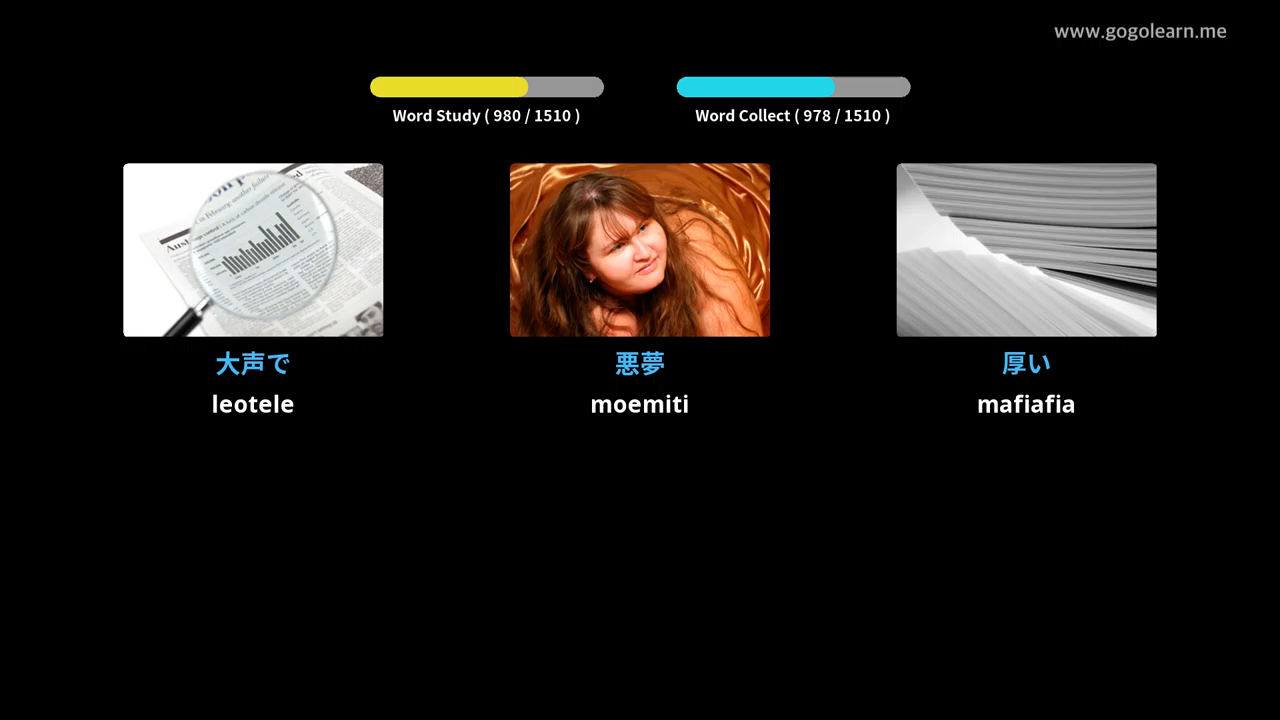 www.gogolearn.me
Word Study ( 980 / 1510 )
Word Collect ( 978 / 1510 )
大声で
悪夢
厚い
leotele
moemiti
mafiafia